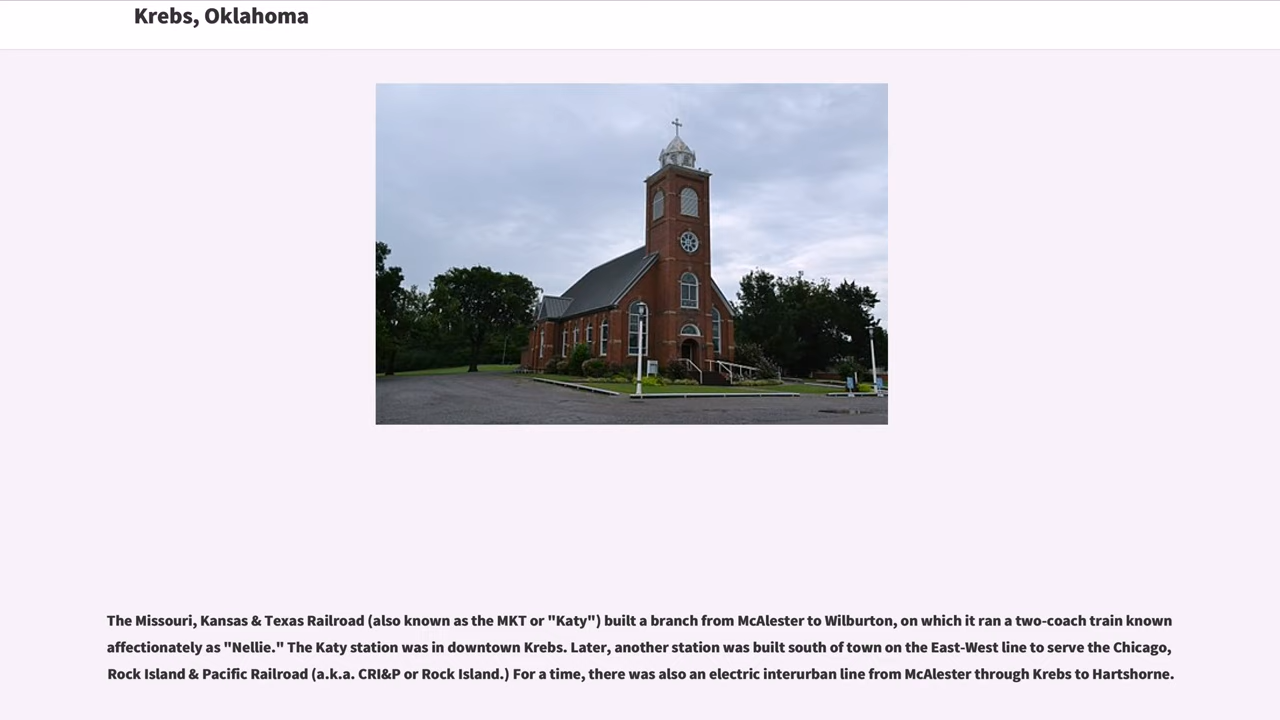 Krebs, Oklahoma
The Missouri, Kansas & Texas Railroad (also known as the MKT or "Katy") built a branch from McAlester to Wilburton, on which it ran a two-coach train known
affectionately as "Nellie." The Katy station was in downtown Krebs. Later, another station was built south of town on the East-West line to serve the Chicago,
Rock Island & Pacific Railroad (a.k.a. CRI&P or Rock Island.) For a time, there was also an electric interurban line from McAlester through Krebs to Hartshorne.